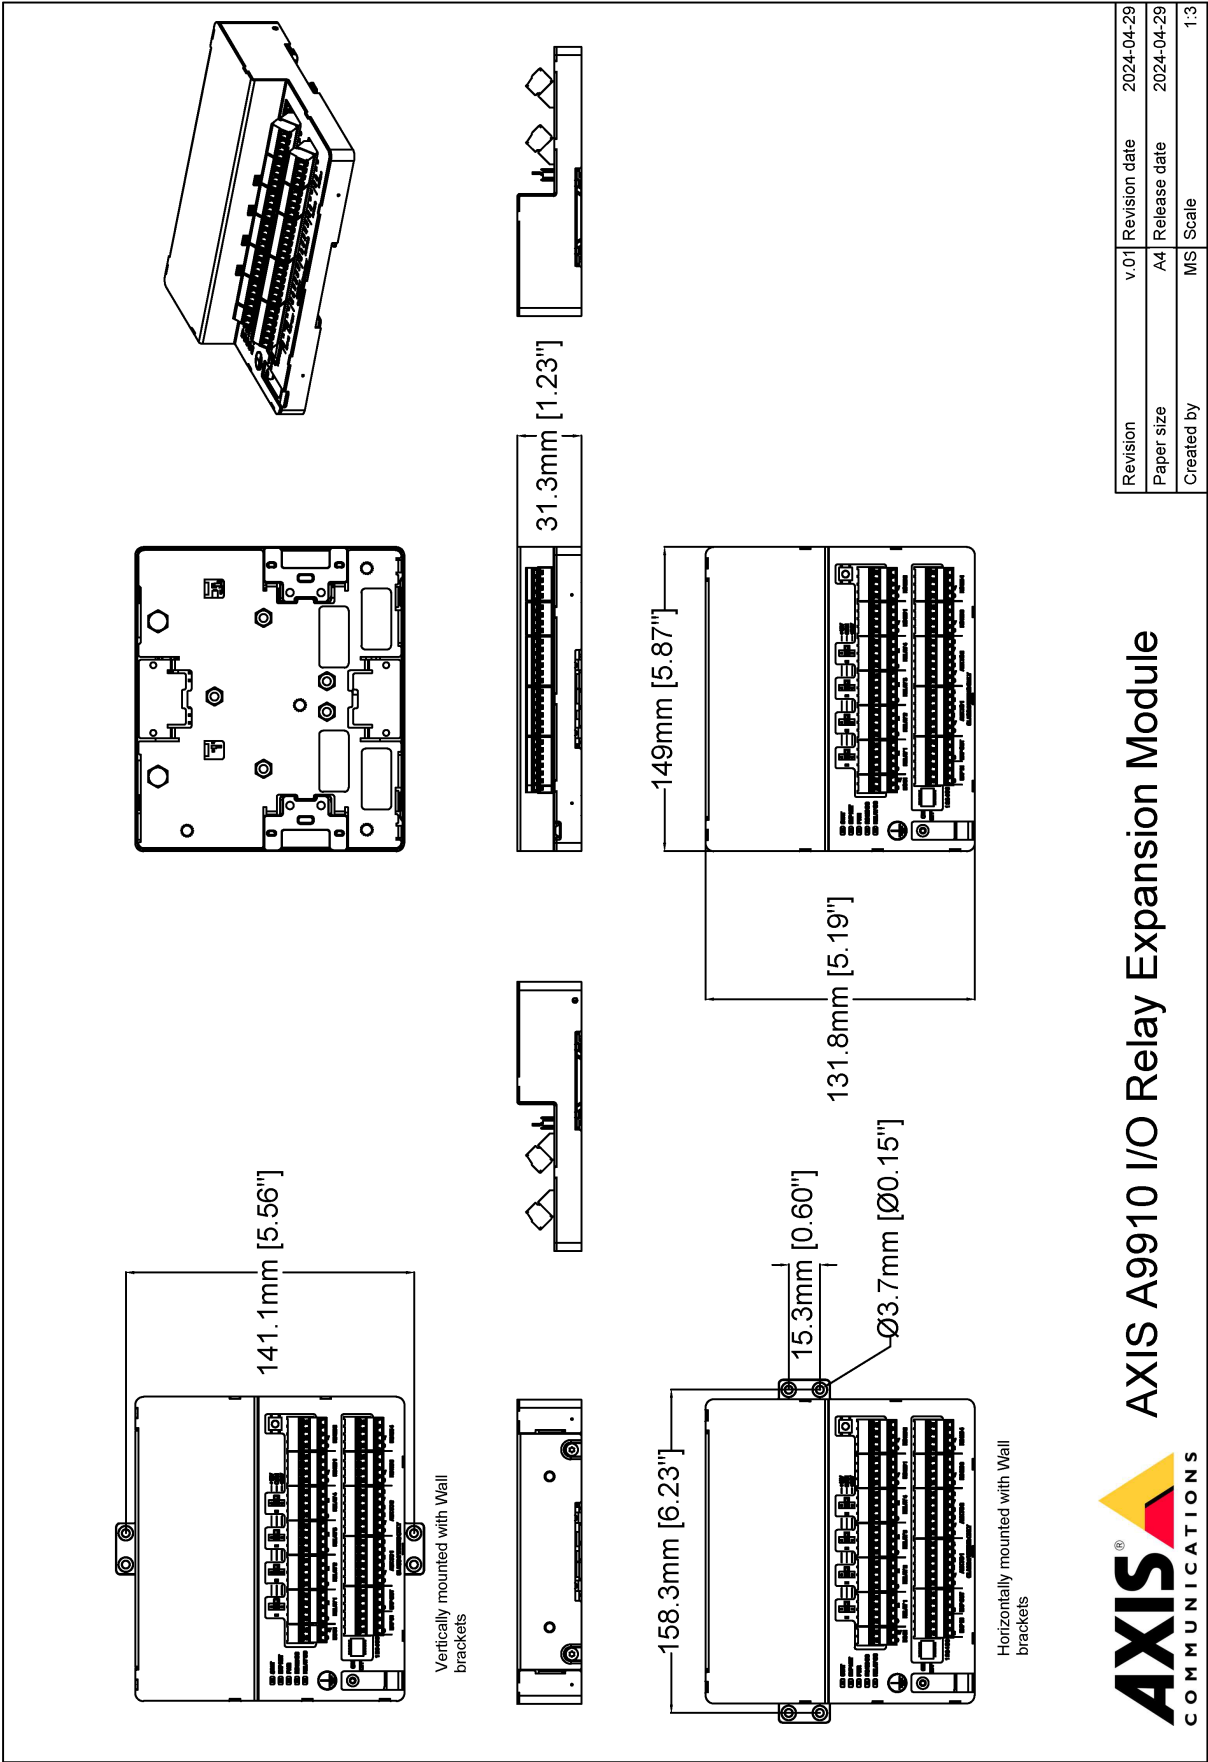 141.1mm [5.56"]
Vertically mounted with Wall
brackets
31.3mm [1.23"]
158.3mm [6.23"]
15.3mm [0.60"]
Ø3.7mm [Ø0.15"]
Horizontally mounted with Wall
brackets
131.8mm [5.19"]
149mm [5.87"]
AXIS®
COMMUNICATIONS
AXIS A9910 I/O Relay Expansion Module
Revision v.01 Revision date 2024-04-29
Paper size A4 Release date 2024-04-29
Created by MS Scale 1:3